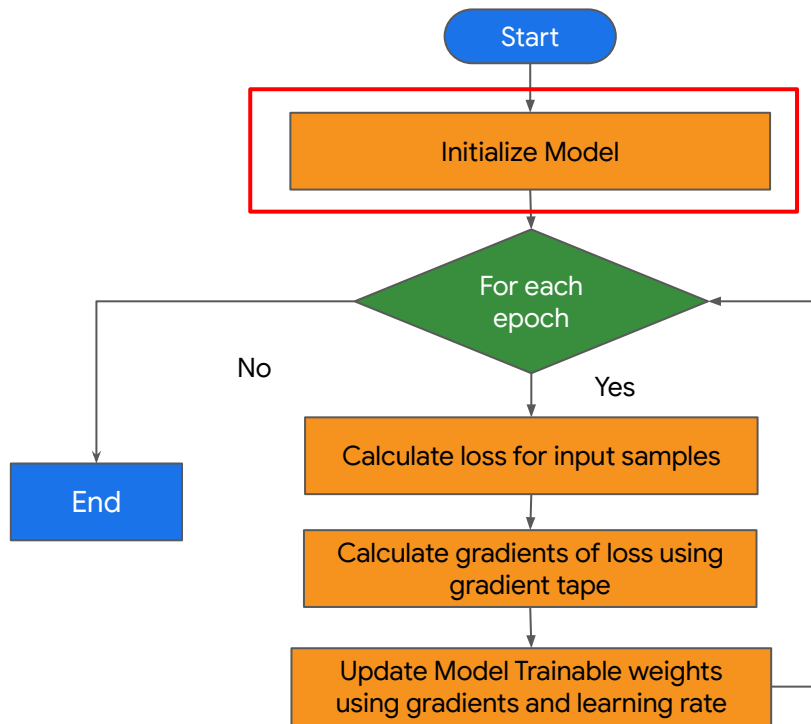 Start
Initialize Model
For each
epoch
No
Yes
Calculate loss for input samples
End
Calculate gradients of loss using
gradient tape
Update Model Trainable weights
using gradients and learning rate